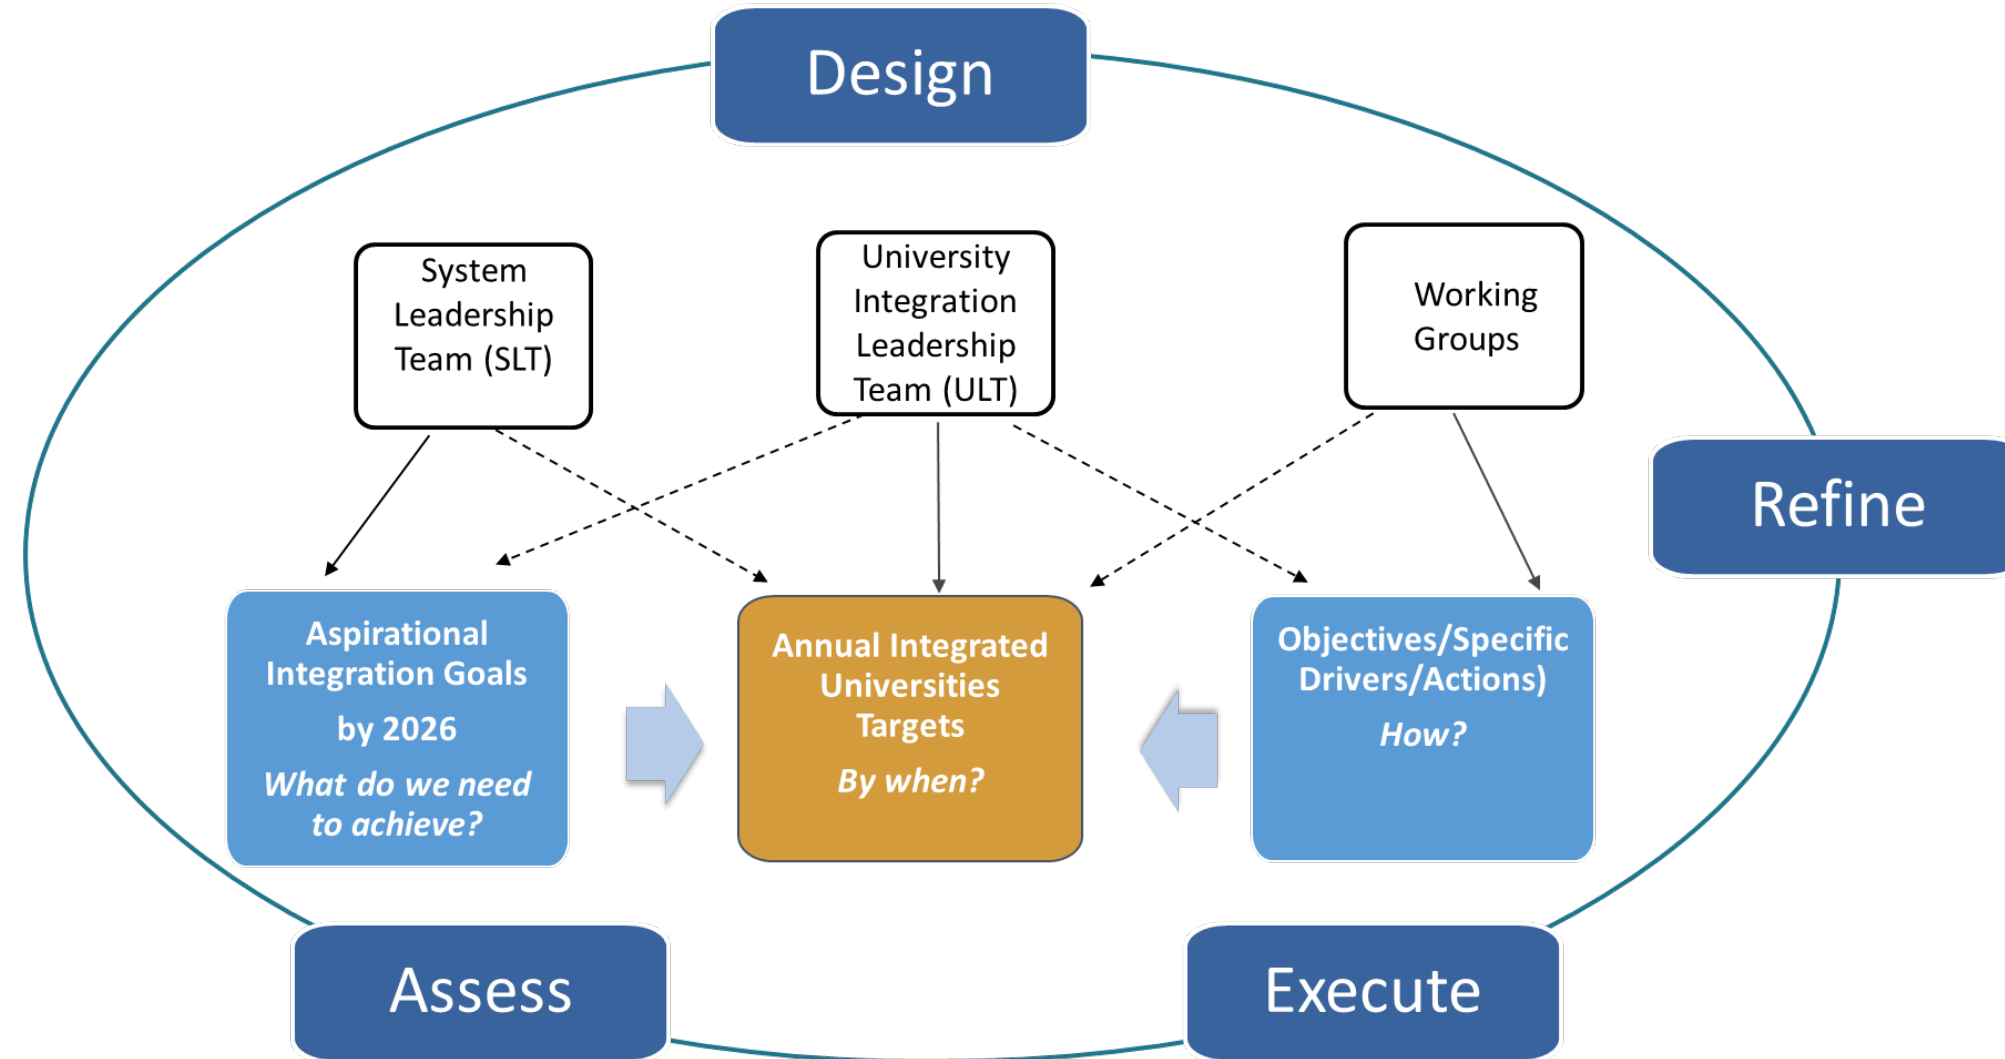 Design
System
Leadership
Team (SLT)
University
Integration
Leadership
Team (ULT)
Working
Groups
Refine
Aspirational
Integration Goals
by 2026
What do we need
to achieve?
Annual Integrated
Universities
Targets
By when?
Objectives/Specific
Drivers/Actions)
How?
Assess
Execute